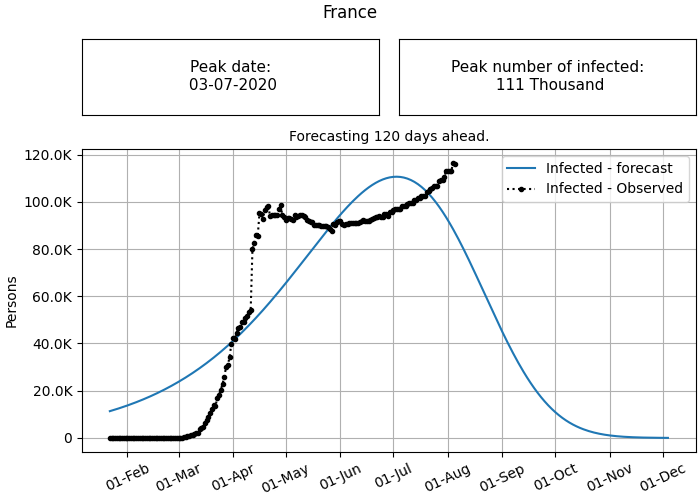 France
Peak date:
03-07-2020
Peak number of infected:
111 Thousand
Forecasting 120 days ahead.
120.0K
100.0K
80.0K
60.0K
40.0K
20.0K
0
Persons
Infected - forecast
Infected - Observed
01-Feb
01-Mar
01-Apr
01-May
01-Jun
01-Jul
01-Aug
01-Sep
01-Oct
01-Nov
01-Dec